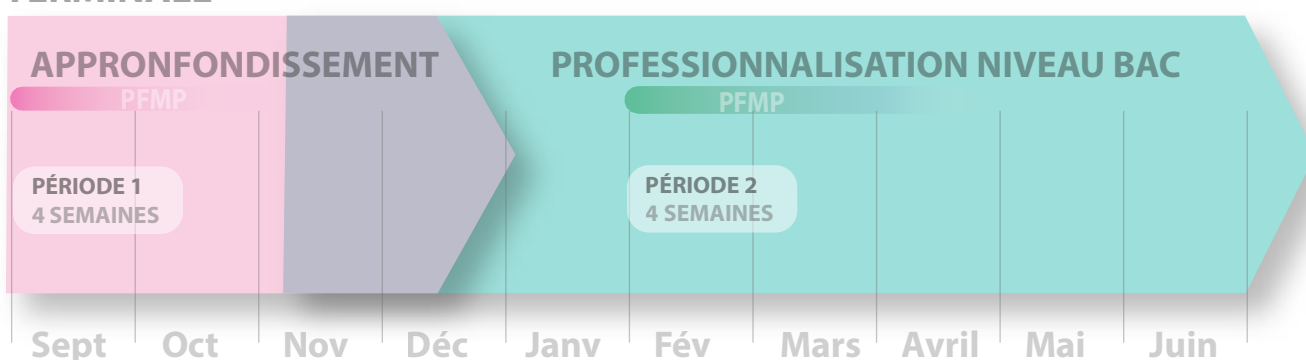 APPRONFONDISSEMENT
PROFESSIONNALISATION NIVEAU BAC
PFMP
PFMP
PÉRIODE 1
4 SEMAINES
PÉRIODE 2
4 SEMAINES
Sept Oct Nov Déc Janv Fév Mars Avril Mai Juin